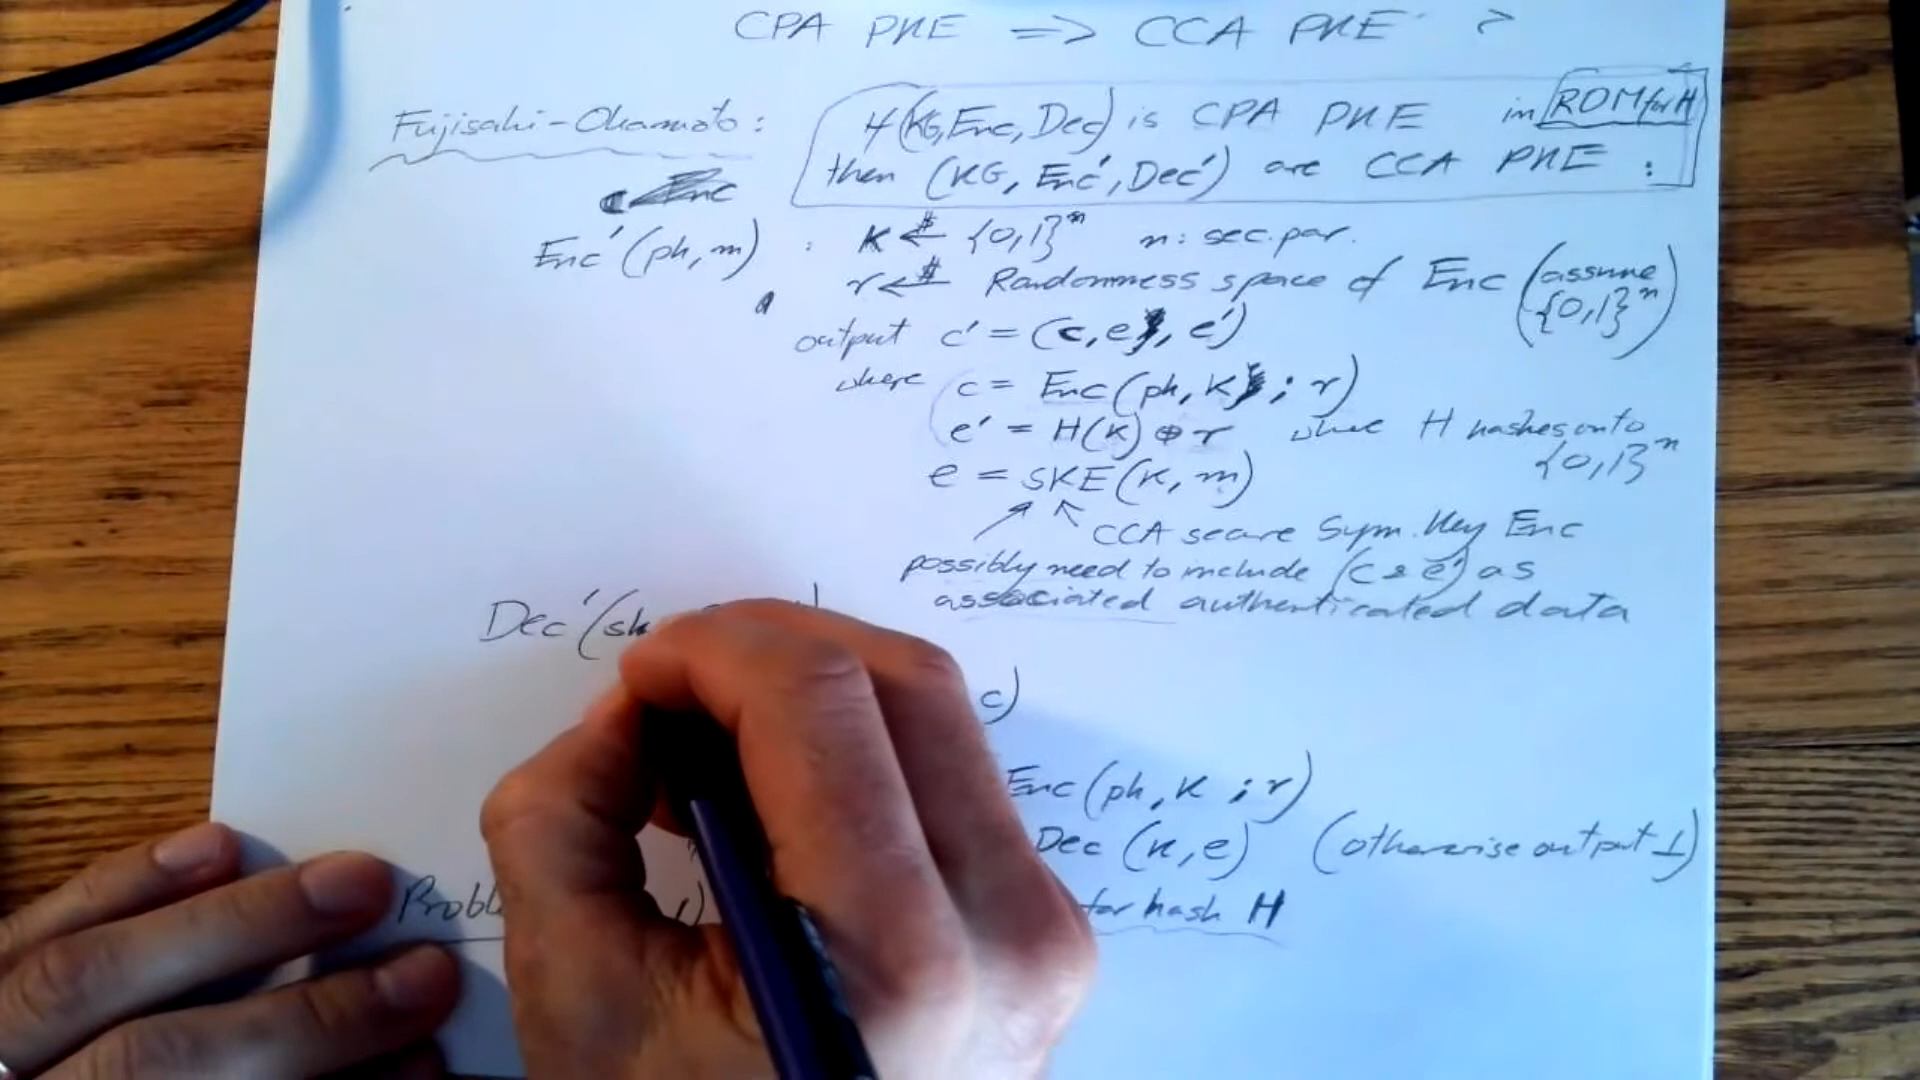 CPA PKE => CCA PKE ?
Fujisaki-Okamoto : If (KG, Enc, Dec) is CPA PKE in ROM for H
then (KG, Enc', Dec') are CCA PKE :
Enc
Enc'(pk, m) : K <-$ {0,1}^n n: sec. par.
r <-$ Randomness space of Enc (assume {0,1}^n)
output c' = (c, e, e')
where c = Enc(pk, K ; r)
e' = H(K) ⊕ r where H hashes onto {0,1}^n
e = SKE(K, m)
CCA secure Sym. Key Enc
possibly need to include (c & e') as
associated authenticated data
Dec'(sk
c)
Enc(pk, K ; r)
Dec (K, e) (otherwise output ⊥)
Probl
for hash H